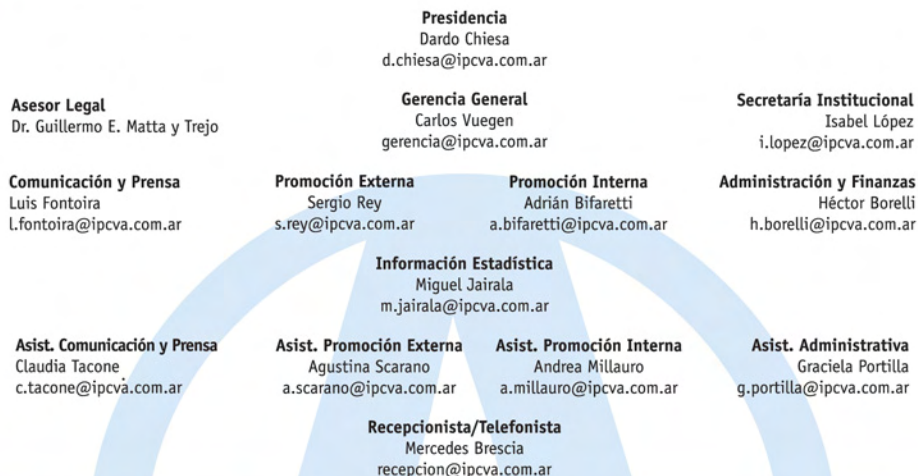 Presidencia
Dardo Chiesa
d.chiesa@ipcva.com.ar
Asesor Legal
Dr. Guillermo E. Matta y Trejo
Gerencia General
Carlos Vuegen
gerencia@ipcva.com.ar
Secretaría Institucional
Isabel López
i.lopez@ipcva.com.ar
Comunicación y Prensa
Luis Fontoira
l.fontoira@ipcva.com.ar
Promoción Externa
Sergio Rey
s.rey@ipcva.com.ar
Promoción Interna
Adrián Bifaretti
a.bifaretti@ipcva.com.ar
Administración y Finanzas
Héctor Borelli
h.borelli@ipcva.com.ar
Información Estadística
Miguel Jairala
m.jairala@ipcva.com.ar
Asist. Comunicación y Prensa
Claudia Tacone
c.tacone@ipcva.com.ar
Asist. Promoción Externa
Agustina Scarano
a.scarano@ipcva.com.ar
Asist. Promoción Interna
Andrea Millauro
a.millauro@ipcva.com.ar
Asist. Administrativa
Graciela Portilla
g.portilla@ipcva.com.ar
Recepcionista/Telefonista
Mercedes Brescia
recepcion@ipcva.com.ar